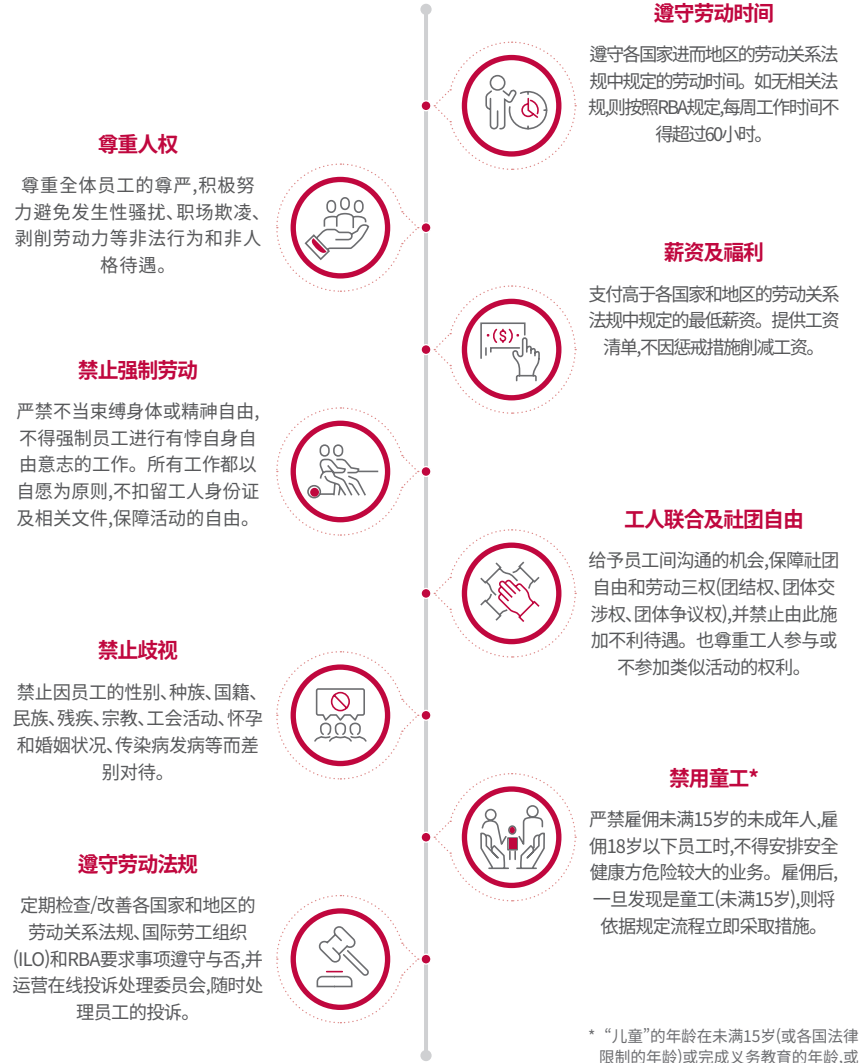 遵守劳动时间
遵守各国家进而地区的劳动关系法
规中规定的劳动时间。如无相关法
规,则按照RBA规定,每周工作时间不
得超过60小时。
尊重人权
尊重全体员工的尊严,积极努
力避免发生性骚扰、职场欺凌、
剥削劳动力等非法行为和非人
格待遇。
薪资及福利
支付高于各国家和地区的劳动关系
法规中规定的最低薪资。提供工资
清单,不因惩戒措施削减工资。
($)
禁止强制劳动
严禁不当束缚身体或精神自由,
不得强制员工进行有悖自身自
由意志的工作。所有工作都以
自愿为原则,不扣留工人身份证
及相关文件,保障活动的自由。
工人联合及社团自由
给予员工间沟通的机会,保障社团
自由和劳动三权(团结权、团体交
涉权、团体争议权),并禁止由此施
加不利待遇。也尊重工人参与或
不参加类似活动的权利。
禁止歧视
禁止因员工的性别、种族、国籍、
民族、残疾、宗教、工会活动、怀孕
和婚姻状况、传染病发病等而差
别对待。
禁用童工*
严禁雇佣未满15岁的未成年人,雇
佣18岁以下员工时,不得安排安全
健康方危险较大的业务。雇佣后,
一旦发现是童工(未满15岁),则将
依据规定流程立即采取措施。
遵守劳动法规
定期检查/改善各国家和地区的
劳动关系法规、国际劳工组织
(ILO)和RBA要求事项遵守与否,并
运营在线投诉处理委员会,随时处
理员工的投诉。
* “儿童”的年龄在未满15岁(或各国法律
限制的年龄)或完成义务教育的年龄,或